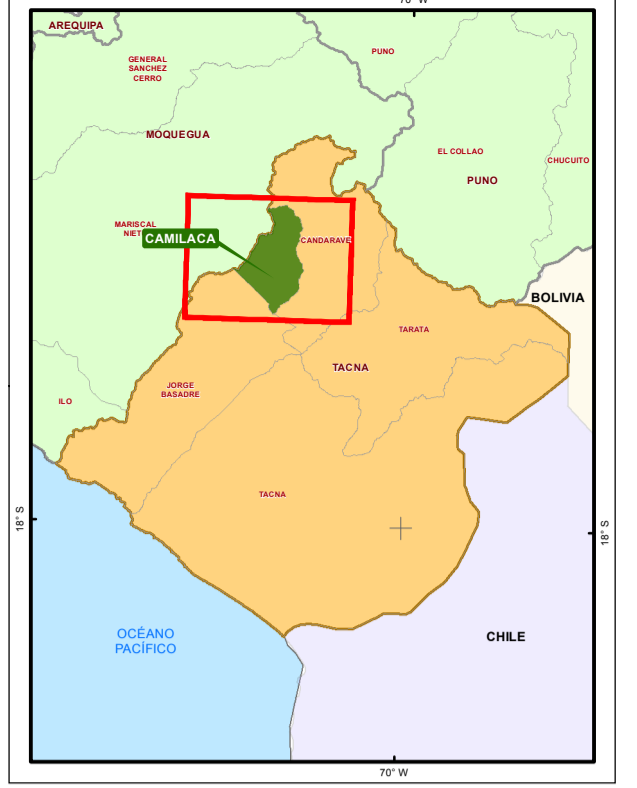 70° W
AREQUIPA
PUNO
GENERAL
SANCHEZ
CERRO
MOQUEGUA
EL COLLAO
CHUCUITO
PUNO
MARISCAL
NIET
CAMILACA
CANDARAVE
BOLIVIA
TARATA
TACNA
JORGE
BASADRE
ILO
TACNA
18° S
18° S
OCÉANO
PACÍFICO
CHILE
70° W